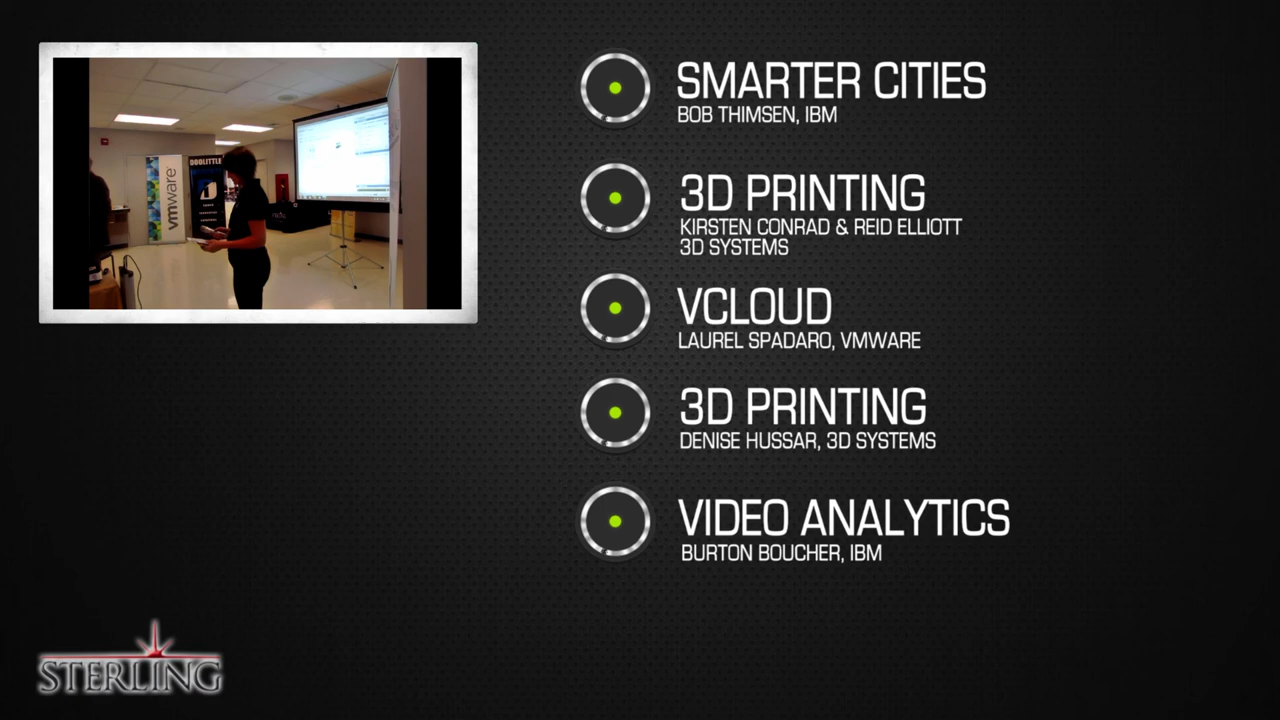 vmware
DOOLITTLE
SMARTER CITIES
BOB THIMSEN, IBM
3D PRINTING
KIRSTEN CONRAD & REID ELLIOTT
3D SYSTEMS
VCLOUD
LAUREL SPADARO, VMWARE
3D PRINTING
DENISE HUSSAR, 3D SYSTEMS
VIDEO ANALYTICS
BURTON BOUCHER, IBM
STERLING